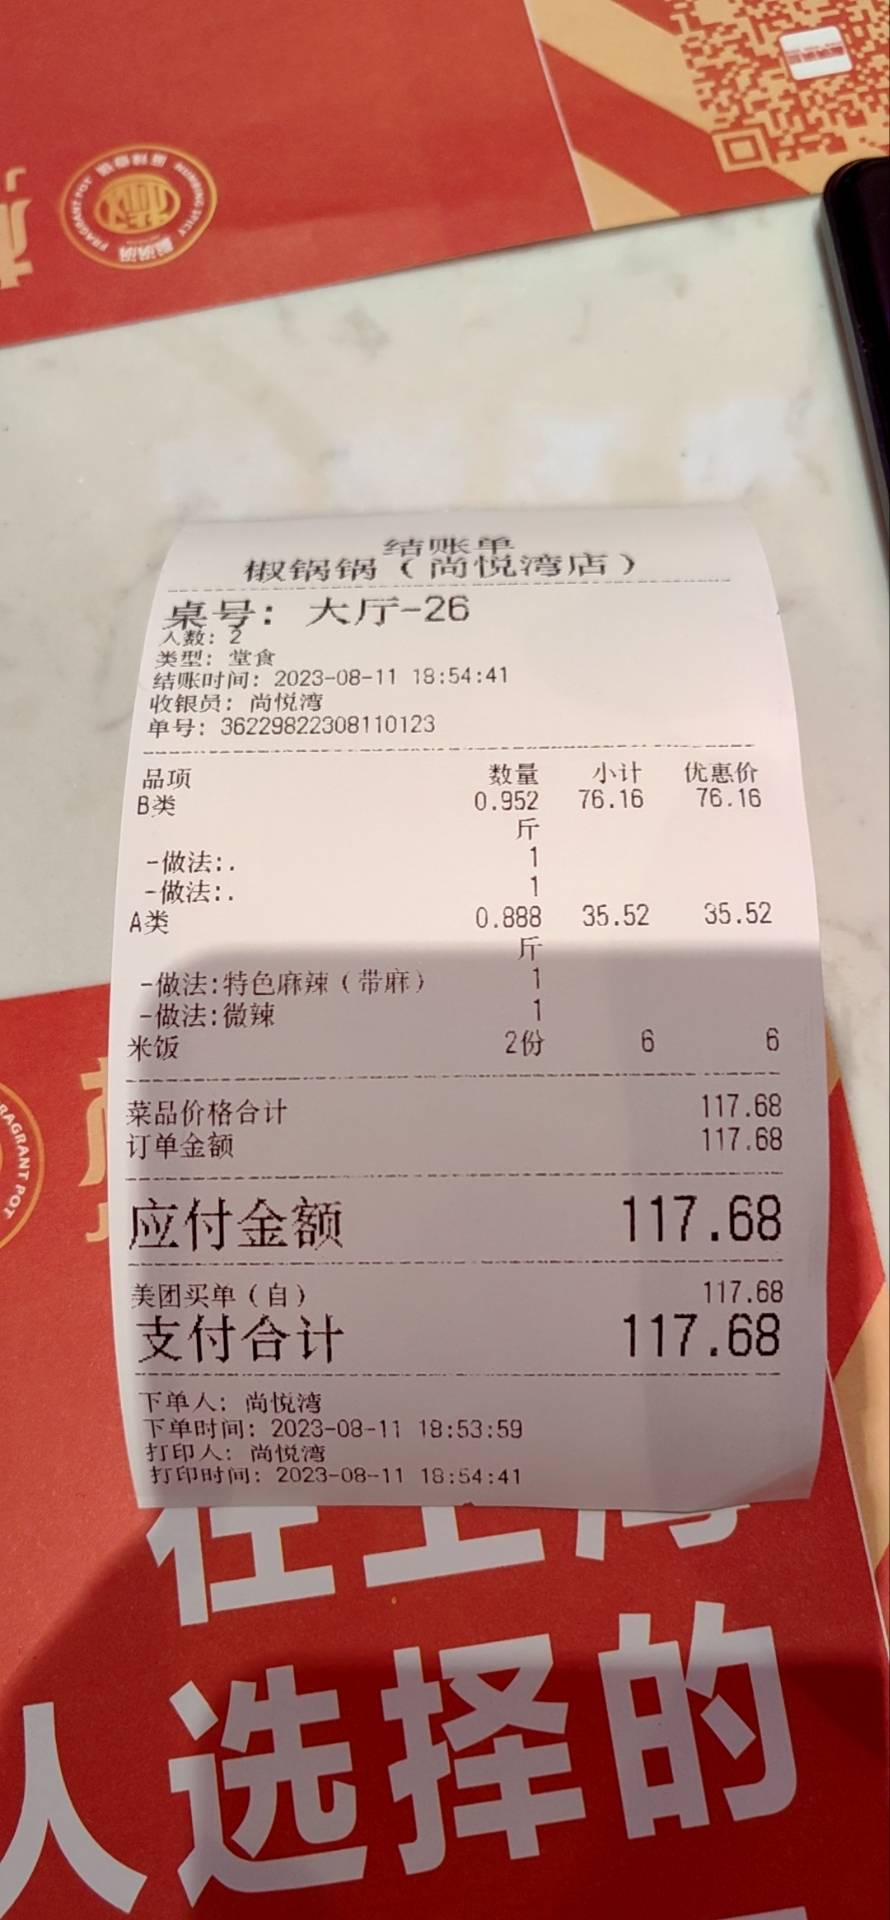 FRAGRANT POT
NUMBING SPICY
结账单
椒锅锅（尚悦湾店）
桌号： 大厅-26
人数: 2
类型: 堂食
结账时间: 2023-08-11 18:54:41
收银员: 尚悦湾
单号: 36229822308110123
品项 数量 小计 优惠价
B类 0.952 76.16 76.16
斤
-做法:. 1
-做法:. 1
A类 0.888 35.52 35.52
斤
-做法:特色麻辣（带麻） 1
-做法:微辣 1
米饭 2份 6 6
菜品价格合计 117.68
订单金额 117.68
应付金额 117.68
美团买单（自） 117.68
支付合计 117.68
下单人: 尚悦湾
下单时间: 2023-08-11 18:53:59
打印人: 尚悦湾
打印时间: 2023-08-11 18:54:41
RAGRANT POT
在上海
人选择的